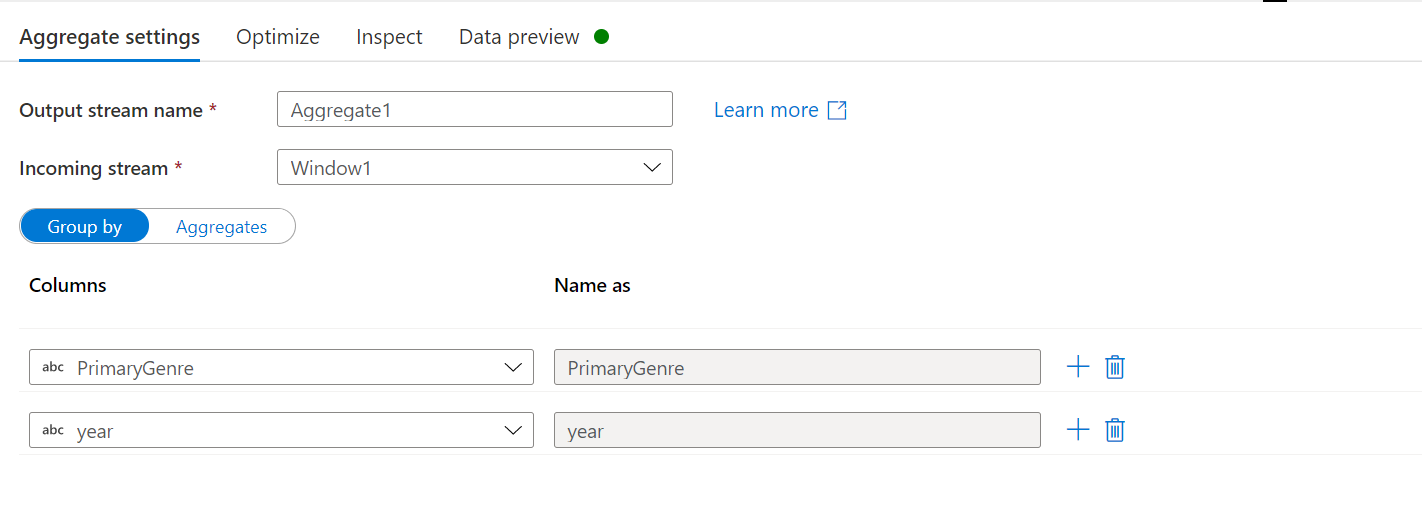 Aggregate settings Optimize Inspect Data preview
Output stream name * Aggregate1 Learn more
Incoming stream * Window1
Group by Aggregates
Columns Name as
abc PrimaryGenre PrimaryGenre
abc year year